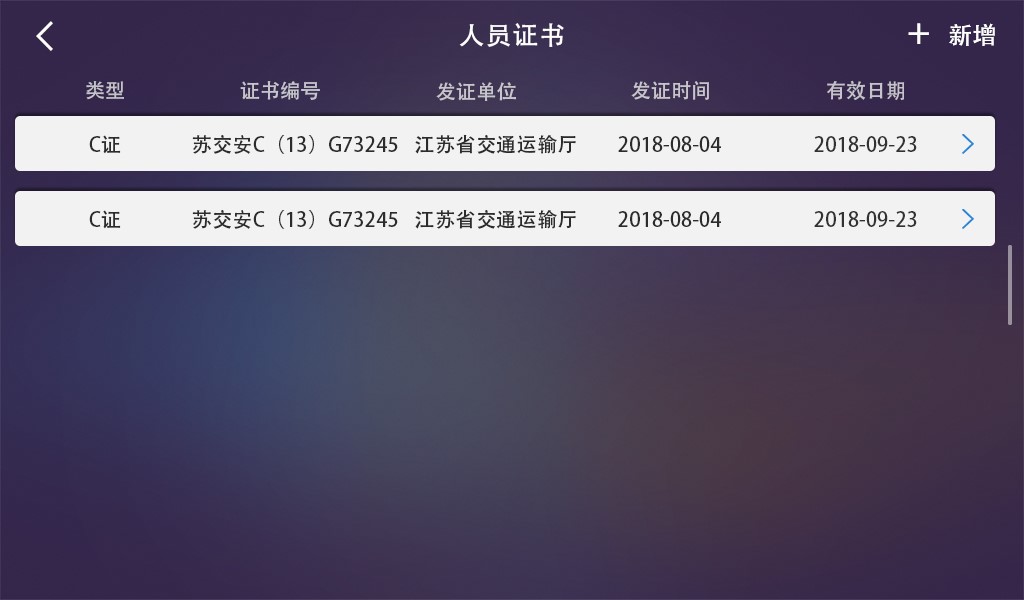 人员证书
+ 新增
类型 证书编号 发证单位 发证时间 有效日期
C证 苏交安C（13）G73245 江苏省交通运输厅 2018-08-04 2018-09-23
C证 苏交安C（13）G73245 江苏省交通运输厅 2018-08-04 2018-09-23